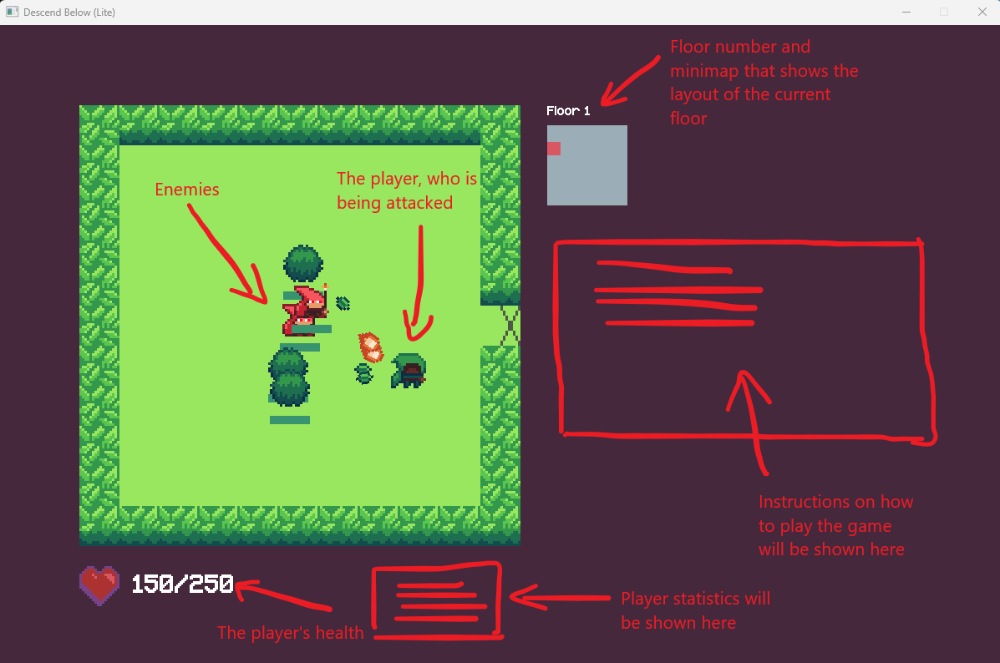 Descend Below (Lite)
Floor number and
minimap that shows the
layout of the current
floor
Floor 1
Enemies
The player, who is
being attacked
Instructions on how
to play the game
will be shown here
150/250
The player's health
Player statistics will
be shown here